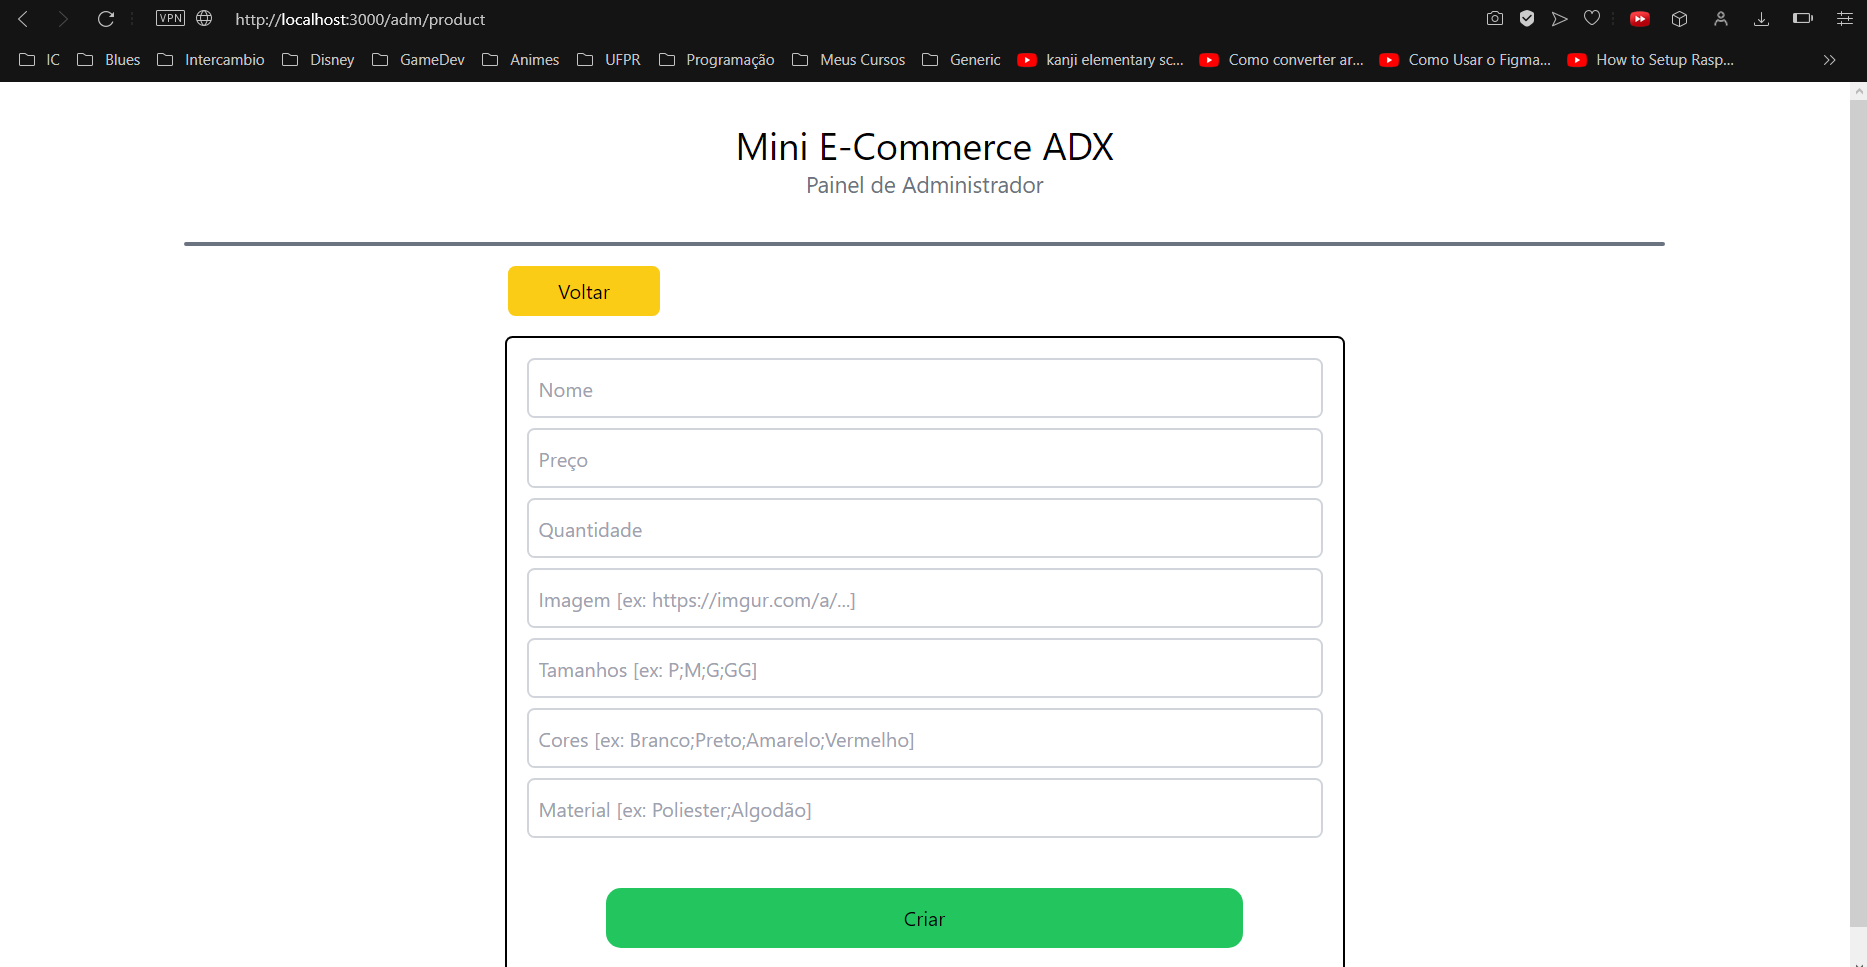 VPN http://localhost:3000/adm/product
IC Blues Intercambio Disney GameDev Animes UFPR Programação Meus Cursos Generic kanji elementary sc... Como converter ar... Como Usar o Figma... How to Setup Rasp...
Mini E-Commerce ADX
Painel de Administrador
Voltar
Nome
Preço
Quantidade
Imagem [ex: https://imgur.com/a/...]
Tamanhos [ex: P;M;G;GG]
Cores [ex: Branco;Preto;Amarelo;Vermelho]
Material [ex: Poliester;Algodão]
Criar